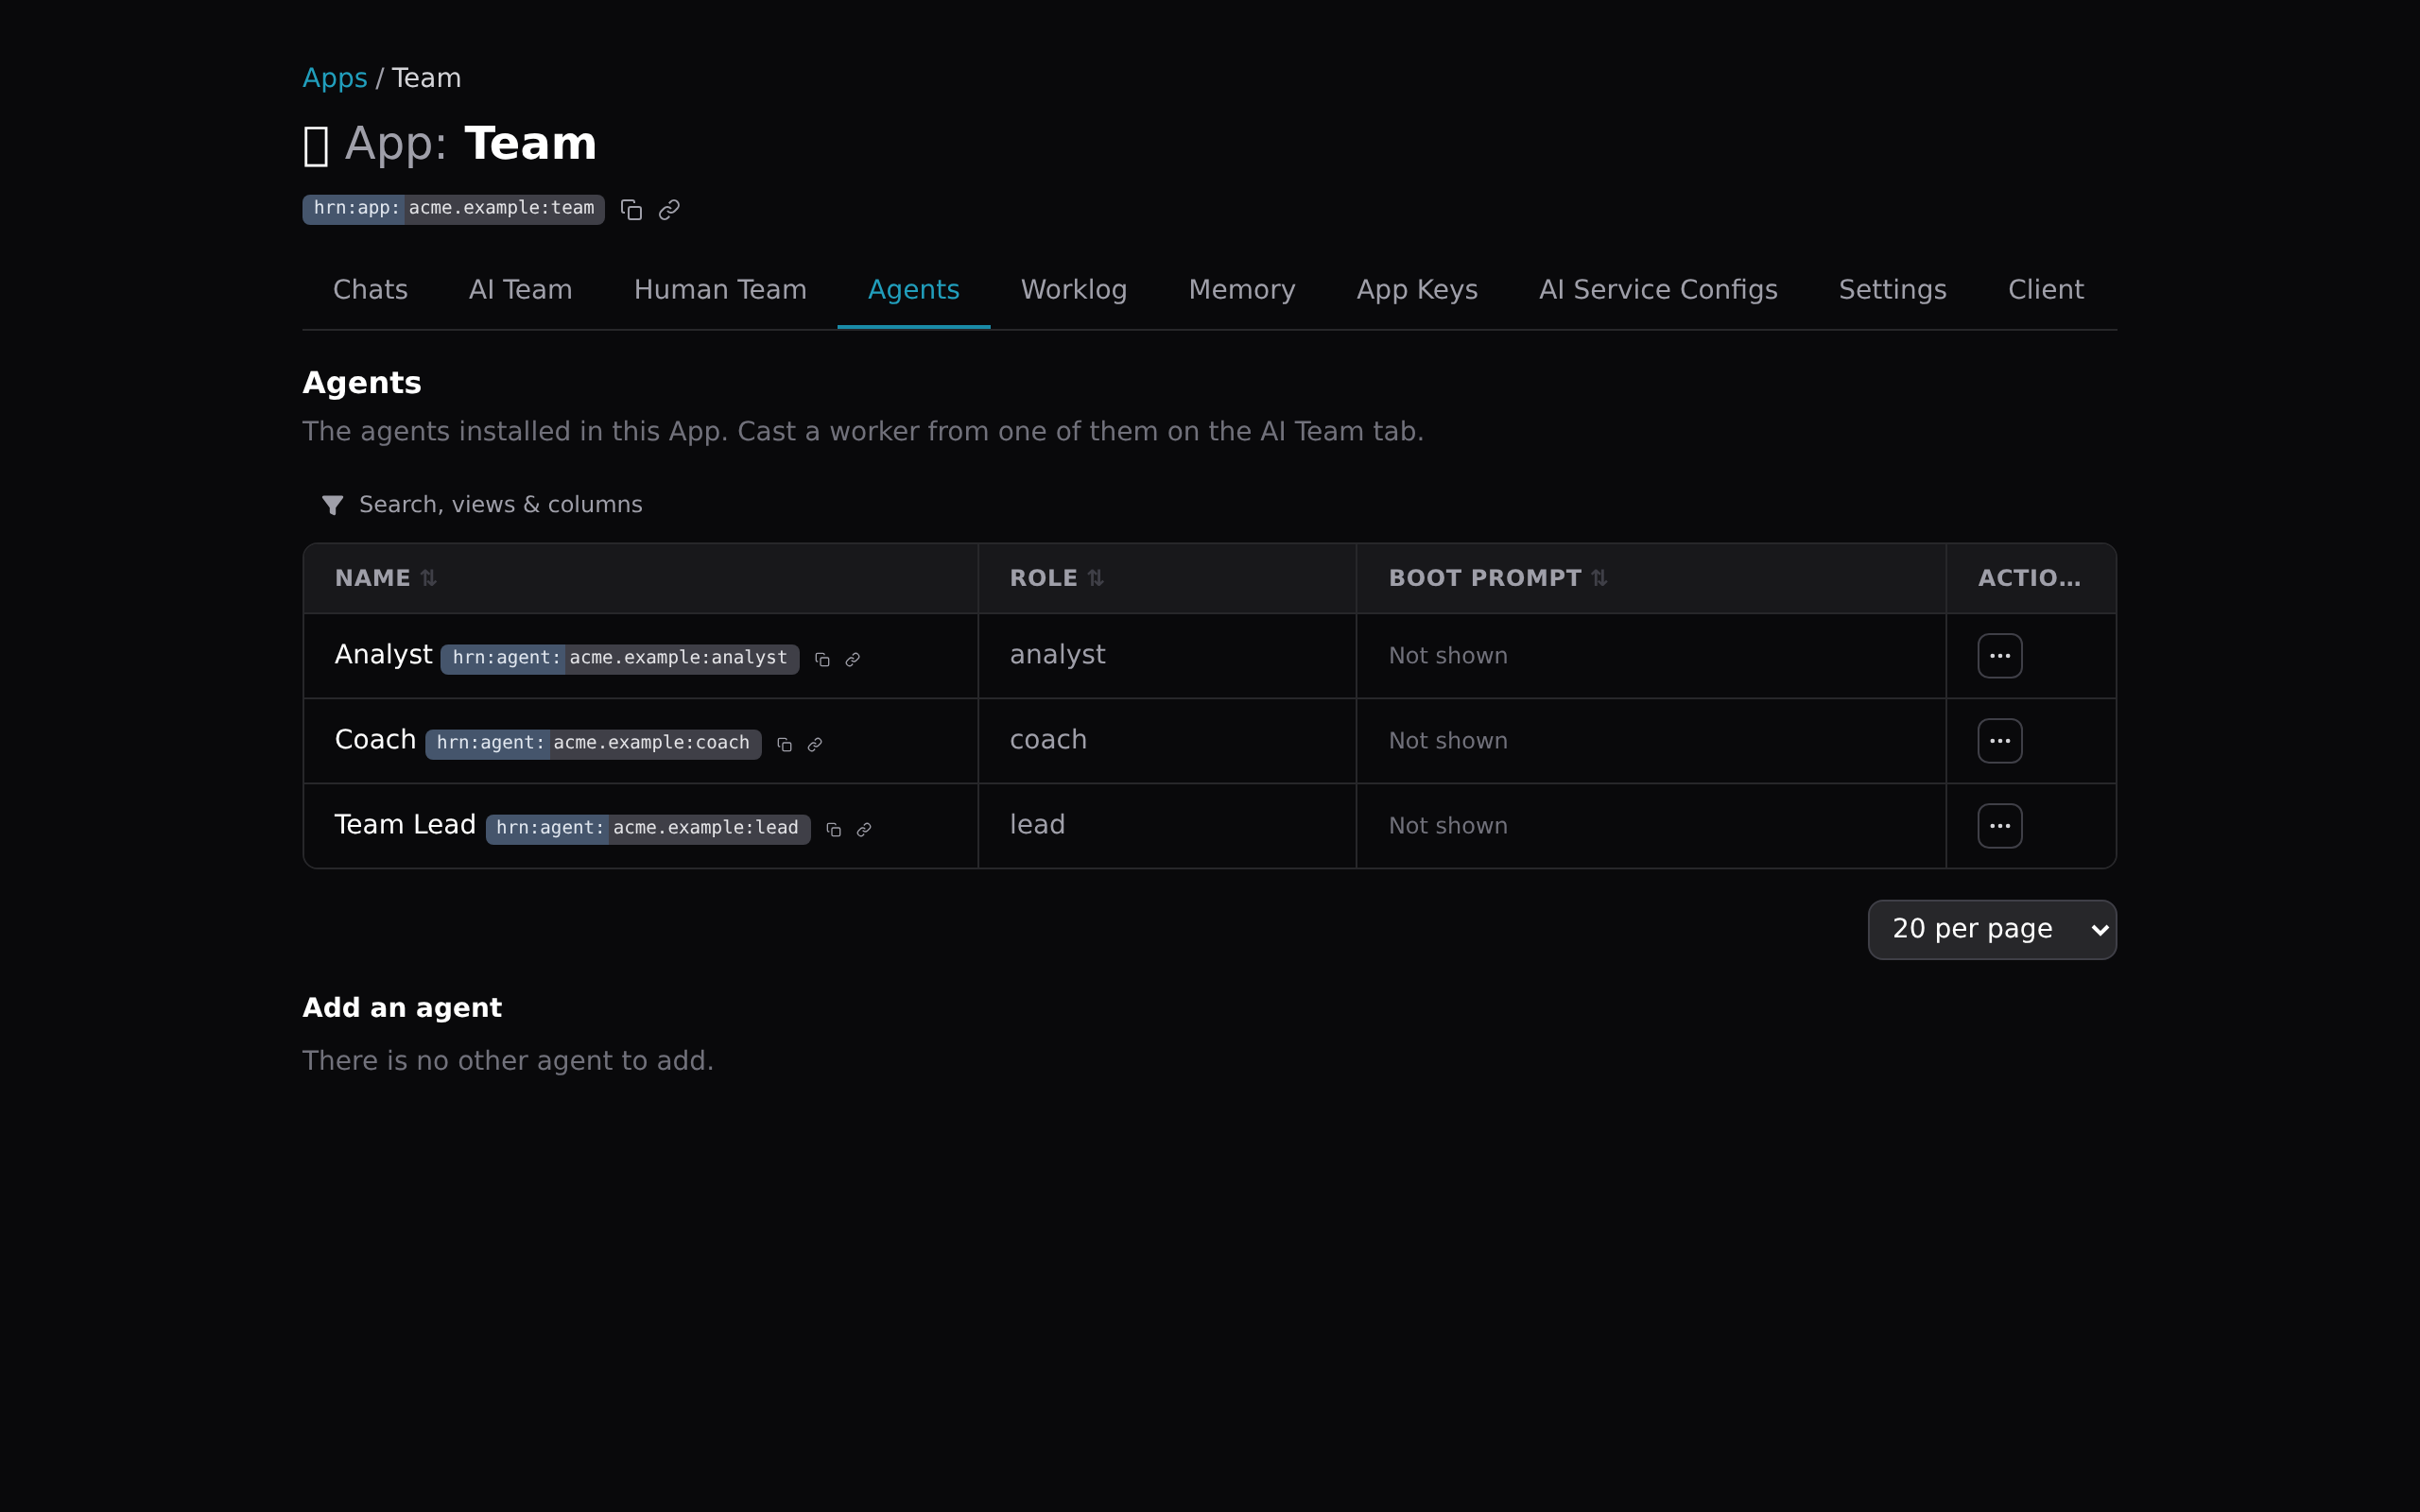 Apps / Team
App: Team
hrn:app: acme.example:team
Chats AI Team Human Team Agents Worklog Memory App Keys AI Service Configs Settings Client
Agents
The agents installed in this App. Cast a worker from one of them on the AI Team tab.
Search, views & columns
NAME ROLE BOOT PROMPT ACTIO…
Analyst hrn:agent: acme.example:analyst analyst Not shown
Coach hrn:agent: acme.example:coach coach Not shown
Team Lead hrn:agent: acme.example:lead lead Not shown
20 per page
Add an agent
There is no other agent to add.